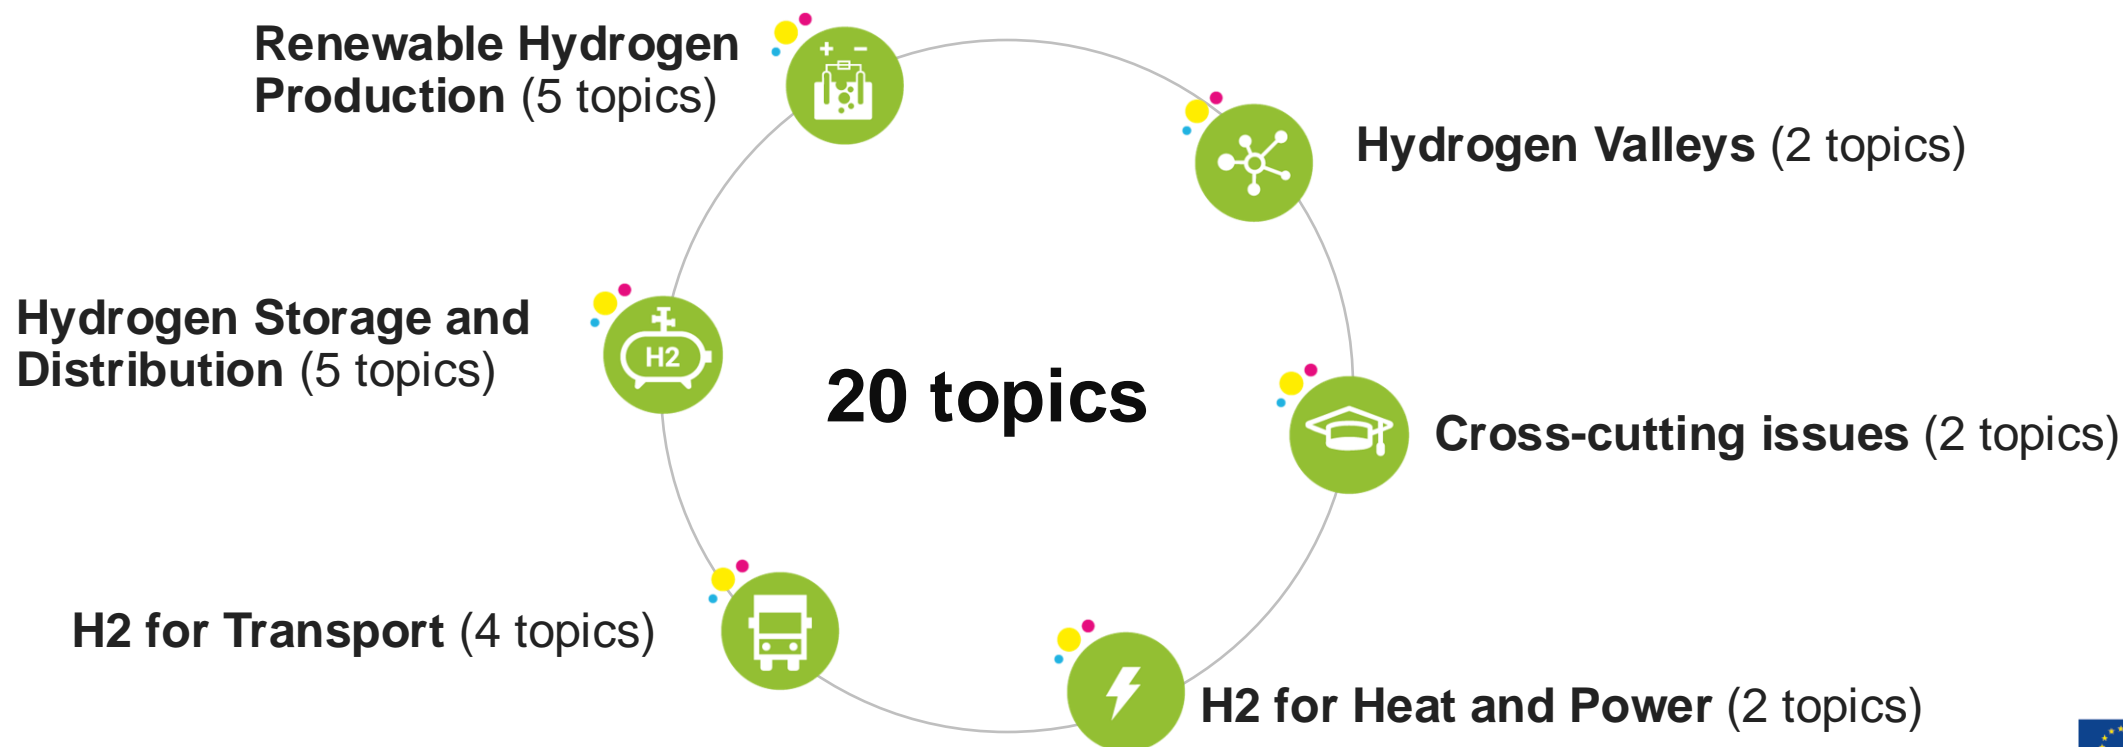 Renewable Hydrogen
Production (5 topics)
Hydrogen Valleys (2 topics)
Hydrogen Storage and
Distribution (5 topics)
H2
20 topics
Cross-cutting issues (2 topics)
H2 for Transport (4 topics)
H2 for Heat and Power (2 topics)